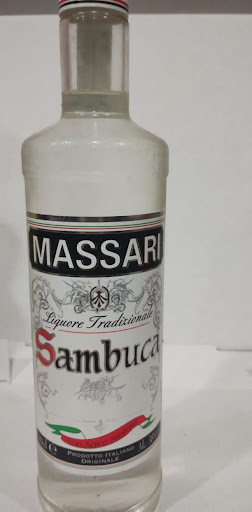 MASSARI
Liquore Tradizionale
Sambuca
PRODOTTO ITALIANO
ORIGINALE